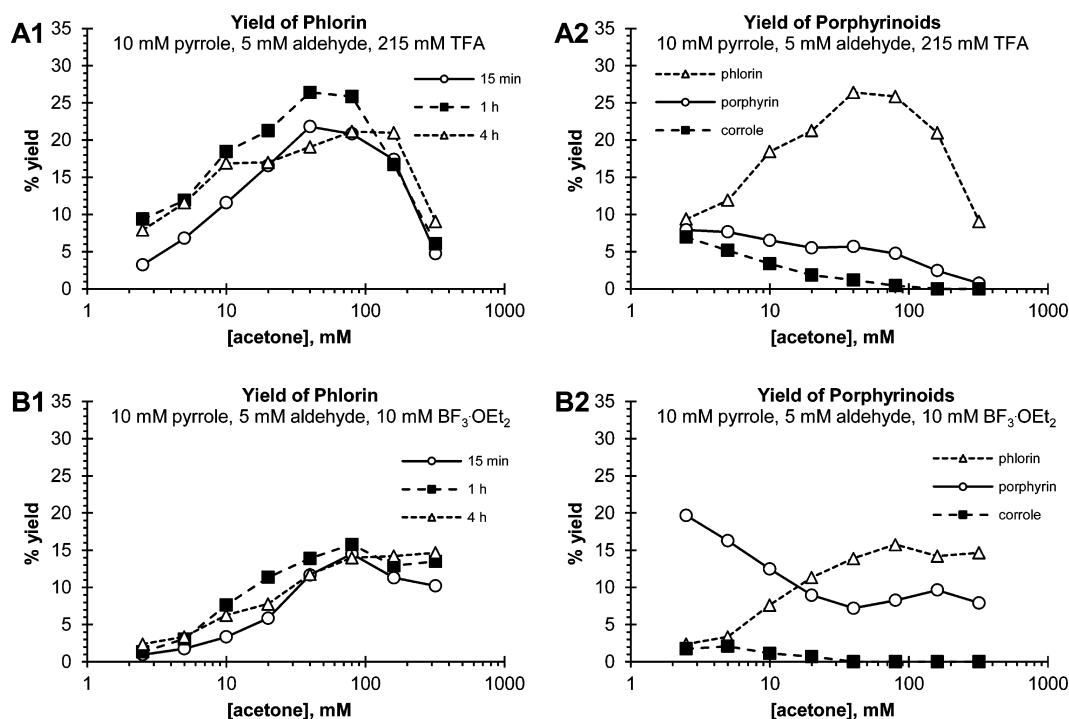 A1
Yield of Phlorin
10 mM pyrrole, 5 mM aldehyde, 215 mM TFA
35
30
25
20
15
10
5
0
% yield
15 min
1 h
4 h
1
10
100
1000
[acetone], mM
A2
Yield of Porphyrinoids
10 mM pyrrole, 5 mM aldehyde, 215 mM TFA
35
30
25
20
15
10
5
0
% yield
phlorin
porphyrin
corrole
1
10
100
1000
[acetone], mM
B1
Yield of Phlorin
10 mM pyrrole, 5 mM aldehyde, 10 mM BF₃·OEt₂
35
30
25
20
15
10
5
0
% yield
15 min
1 h
4 h
1
10
100
1000
[acetone], mM
B2
Yield of Porphyrinoids
10 mM pyrrole, 5 mM aldehyde, 10 mM BF₃·OEt₂
35
30
25
20
15
10
5
0
% yield
phlorin
porphyrin
corrole
1
10
100
1000
[acetone], mM